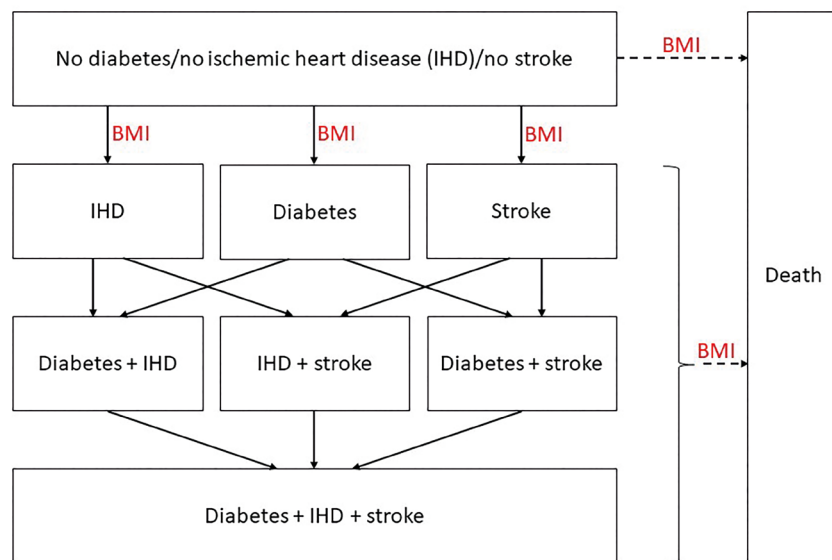 No diabetes/no ischemic heart disease (IHD)/no stroke
BMI
BMI
BMI
BMI
IHD
Diabetes
Stroke
Death
Diabetes + IHD
IHD + stroke
Diabetes + stroke
BMI
Diabetes + IHD + stroke